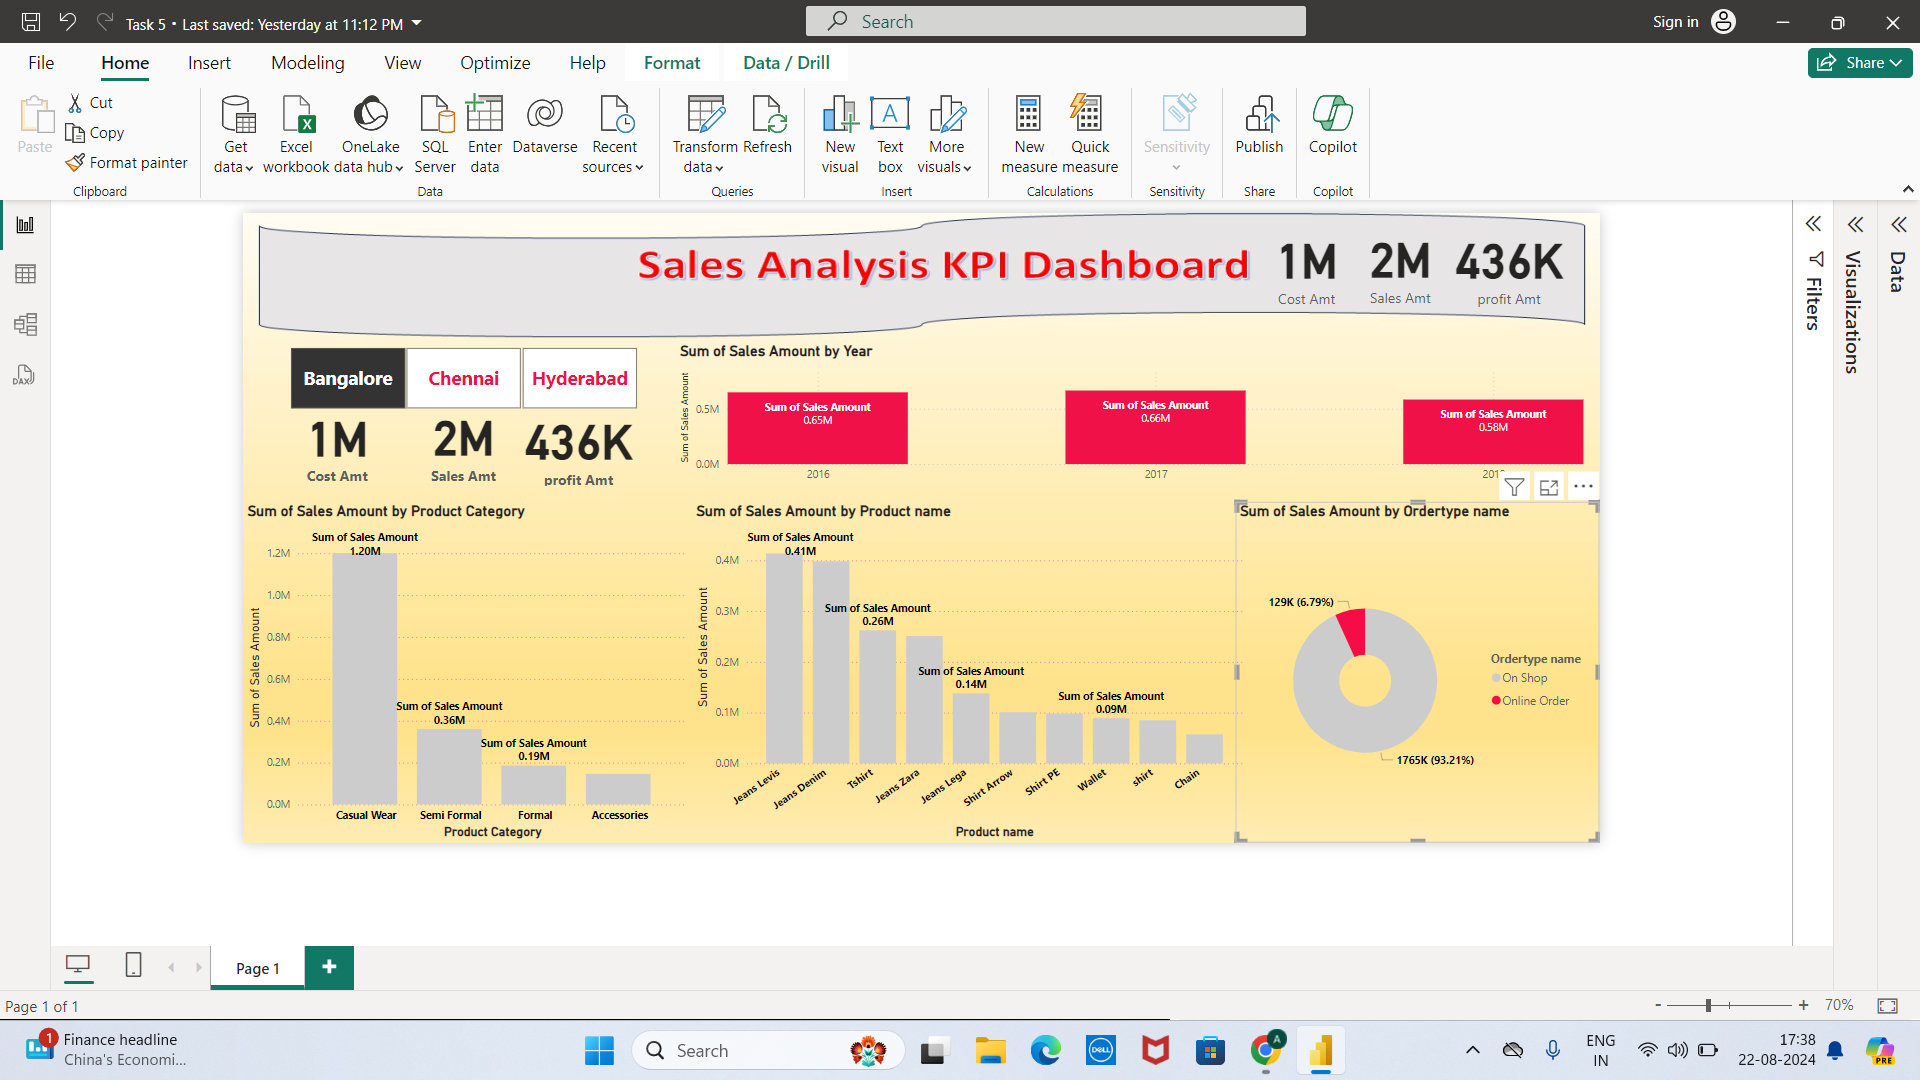 Task 5 • Last saved: Yesterday at 11:12 PM
Search
Sign in
File
Home
Insert
Modeling
View
Optimize
Help
Format
Data / Drill
Share
Paste
Cut
Copy
Format painter
Clipboard
Get data
Excel workbook
OneLake data hub
SQL Server
Enter data
Dataverse
Recent sources
Data
Transform data
Refresh
Queries
New visual
Text box
More visuals
Insert
New measure
Quick measure
Calculations
Sensitivity
Sensitivity
Publish
Share
Copilot
Copilot
Sales Analysis KPI Dashboard
1M
Cost Amt
2M
Sales Amt
436K
profit Amt
Bangalore
Chennai
Hyderabad
1M
Cost Amt
2M
Sales Amt
436K
profit Amt
Sum of Sales Amount by Year
Sum of Sales Amount
0.5M
0.0M
Sum of Sales Amount
0.65M
Sum of Sales Amount
0.66M
Sum of Sales Amount
0.58M
2016
2017
Sum of Sales Amount by Product Category
Sum of Sales Amount
1.2M
1.0M
0.8M
0.6M
0.4M
0.2M
0.0M
Sum of Sales Amount
1.20M
Sum of Sales Amount
0.36M
Sum of Sales Amount
0.19M
Casual Wear
Semi Formal
Formal
Accessories
Product Category
Sum of Sales Amount by Product name
Sum of Sales Amount
0.4M
0.3M
0.2M
0.1M
0.0M
Sum of Sales Amount
0.41M
Sum of Sales Amount
0.26M
Sum of Sales Amount
0.14M
Sum of Sales Amount
0.09M
Jeans Levis
Jeans Denim
Tshirt
Jeans Zara
Jeans Lega
Shirt Arrow
Shirt PE
Wallet
shirt
Chain
Product name
Sum of Sales Amount by Ordertype name
129K (6.79%)
1765K (93.21%)
Ordertype name
On Shop
Online Order
Filters
Visualizations
Data
DAX
Page 1
Page 1 of 1
- + 70%
1
Finance headline
China's Economi...
Search
DELL
A
ENG
IN
17:38
22-08-2024
PRE